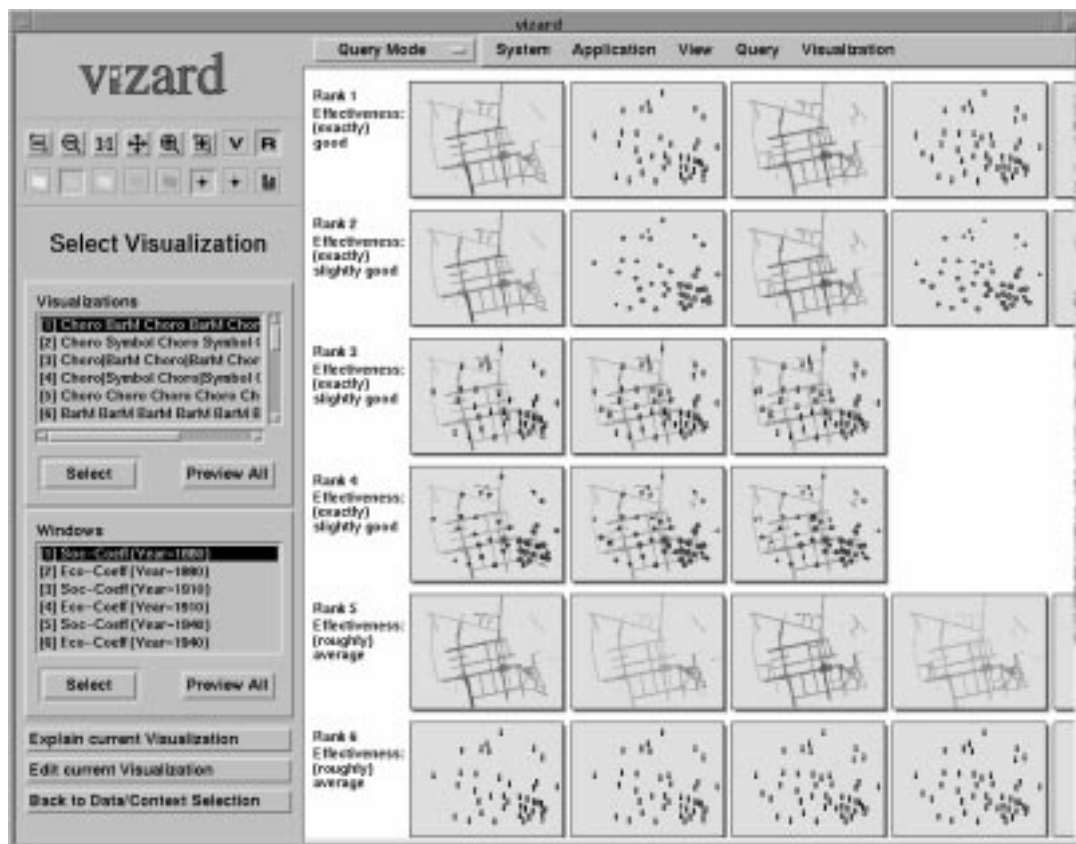 vizard
Query Mode
System
Application
View
Query
Visualization
vizard
1:1
V
R
Select Visualization
Visualizations
[1] Choro BarM Choro BarM Chor
[2] Choro Symbol Choro Symbol
[3] Choro|BarM Choro|BarM Chor
[4] Choro|Symbol Choro|Symbol
[5] Choro Choro Choro Choro Ch
[6] BarM BarM BarM BarM BarM B
Select
Preview All
Windows
[1] Soc-Coeff (Year-1880)
[2] Eco-Coeff (Year-1880)
[3] Soc-Coeff (Year-1910)
[4] Eco-Coeff (Year-1910)
[5] Soc-Coeff (Year-1940)
[6] Eco-Coeff (Year-1940)
Select
Preview All
Explain current Visualization
Edit current Visualization
Back to Data/Context Selection
Rank 1
Effectiveness:
(exactly)
good
Rank 2
Effectiveness:
(exactly)
slightly good
Rank 3
Effectiveness:
(exactly)
slightly good
Rank 4
Effectiveness:
(exactly)
slightly good
Rank 5
Effectiveness:
(roughly)
average
Rank 6
Effectiveness:
(roughly)
average